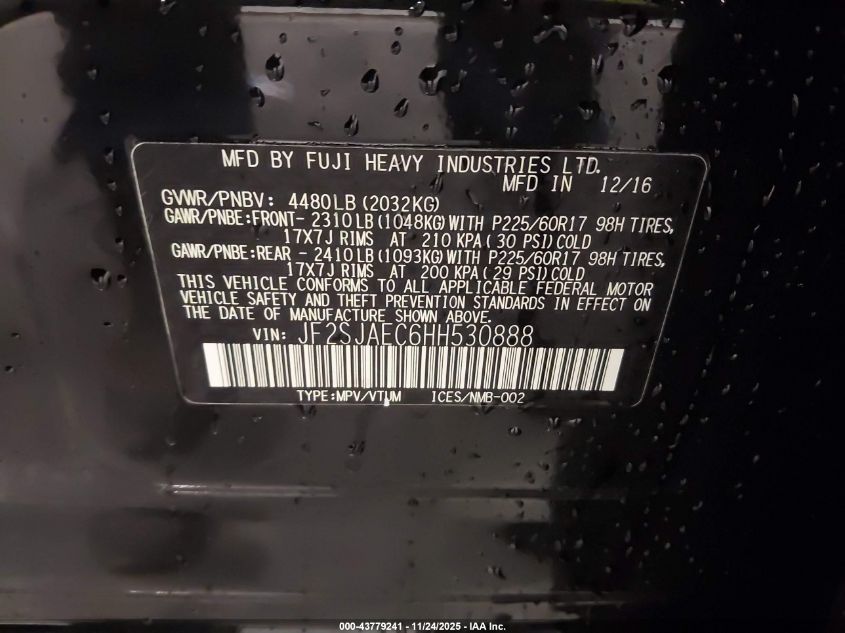 MFD BY FUJI HEAVY INDUSTRIES LTD.
MFD IN 12/16
GVWR/PNBV: 4480LB(2032KG)
GAWR/PNBE:FRONT- 2310LB(1048KG)WITH P225/60R17 98H TIRES,
17X7J RIMS AT 210 KPA(30 PSI)COLD
GAWR/PNBE:REAR - 2410LB(1093KG)WITH P225/60R17 98H TIRES,
17X7J RIMS AT 200 KPA(29 PSI)COLD
THIS VEHICLE CONFORMS TO ALL APPLICABLE FEDERAL MOTOR
VEHICLE SAFETY AND THEFT PREVENTION STANDARDS IN EFFECT ON
THE DATE OF MANUFACTURE SHOWN ABOVE.
VIN: JF2SJAEC6HH530888
TYPE:MPV/VTUM ICES/NMB-002
000-43779241 - 11/24/2025 - IAA Inc.